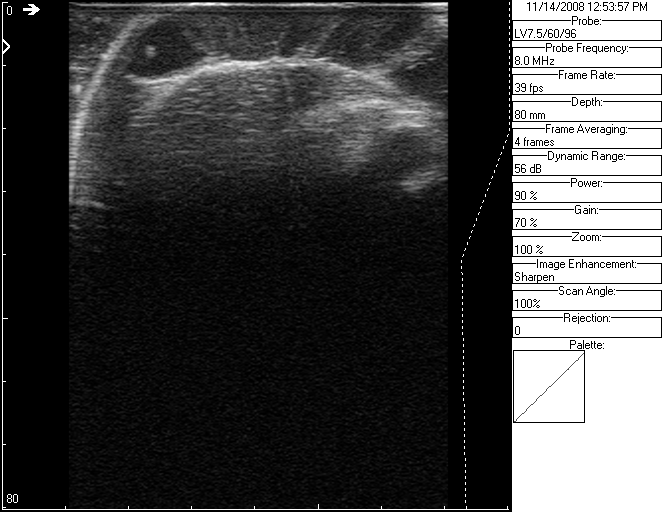 0
80
11/14/2008 12:53:57 PM
Probe:
LV7.5/60/96
Probe Frequency:
8.0 MHz
Frame Rate:
39 fps
Depth:
80 mm
Frame Averaging:
4 frames
Dynamic Range:
56 dB
Power:
90 %
Gain:
70 %
Zoom:
100 %
Image Enhancement:
Sharpen
Scan Angle:
100%
Rejection:
0
Palette: